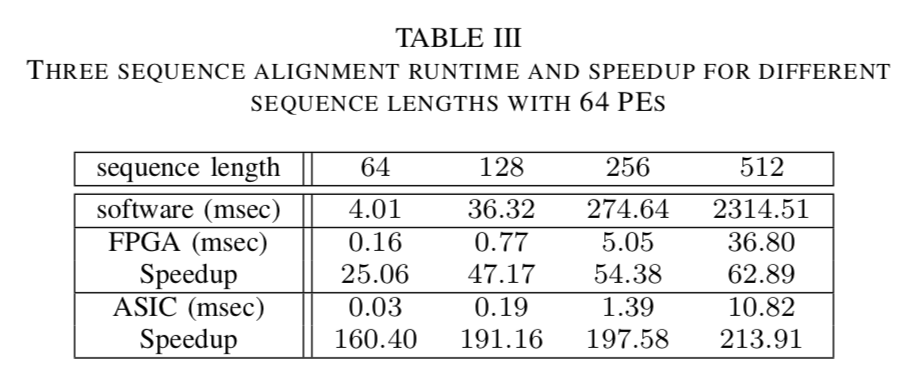 TABLE III
THREE SEQUENCE ALIGNMENT RUNTIME AND SPEEDUP FOR DIFFERENT
SEQUENCE LENGTHS WITH 64 PES
sequence length 64 128 256 512
software (msec) 4.01 36.32 274.64 2314.51
FPGA (msec) 0.16 0.77 5.05 36.80
Speedup 25.06 47.17 54.38 62.89
ASIC (msec) 0.03 0.19 1.39 10.82
Speedup 160.40 191.16 197.58 213.91